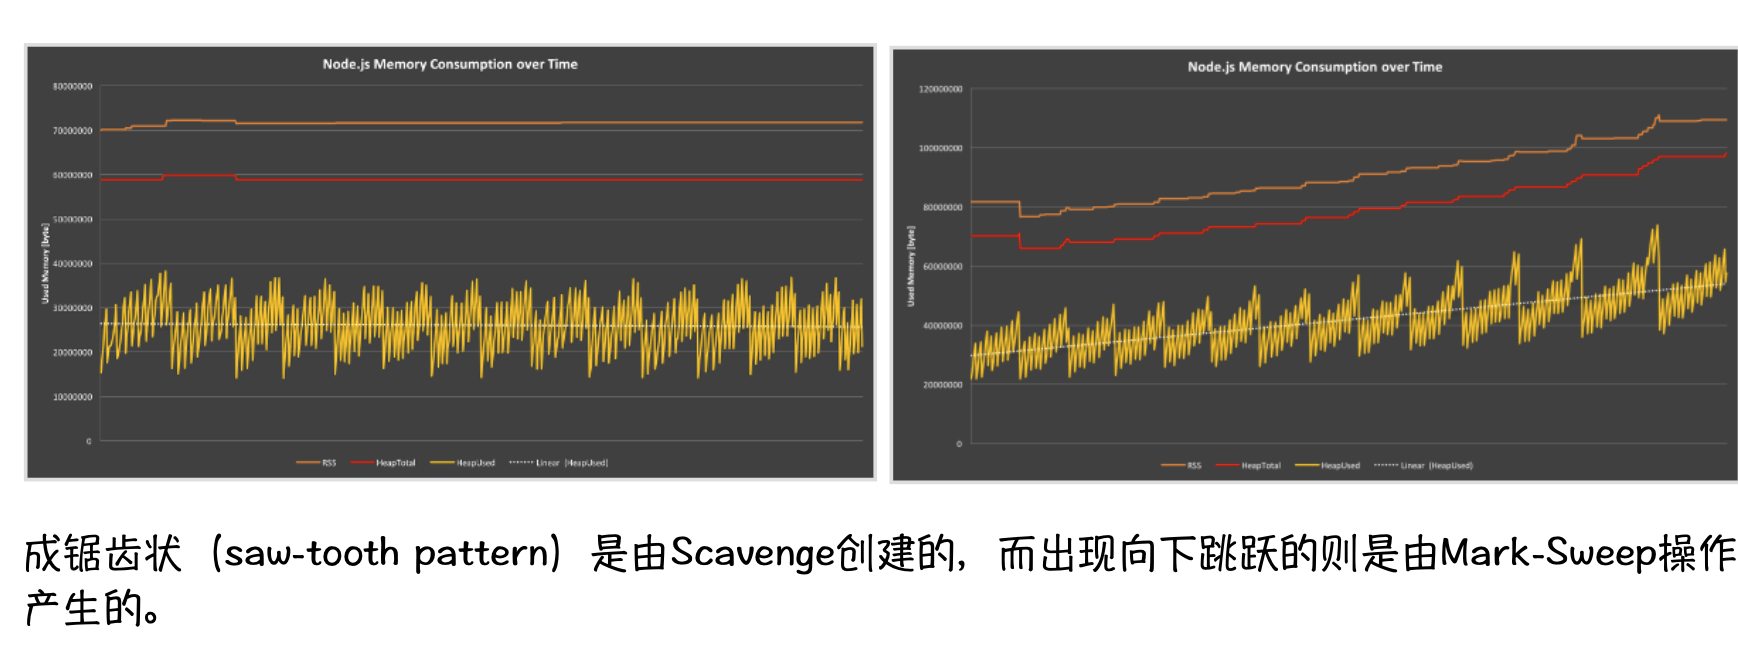 Node.js Memory Consumption over Time
80000000
70000000
60000000
50000000
40000000
30000000
20000000
10000000
0
Used Memory [byte]
RSS HeapTotal HeapUsed Linear (HeapUsed)
Node.js Memory Consumption over Time
120000000
100000000
80000000
60000000
40000000
20000000
0
Used Memory [byte]
RSS HeapTotal HeapUsed Linear (HeapUsed)
成锯齿状（saw-tooth pattern）是由Scavenge创建的，而出现向下跳跃的则是由Mark-Sweep操作
产生的。